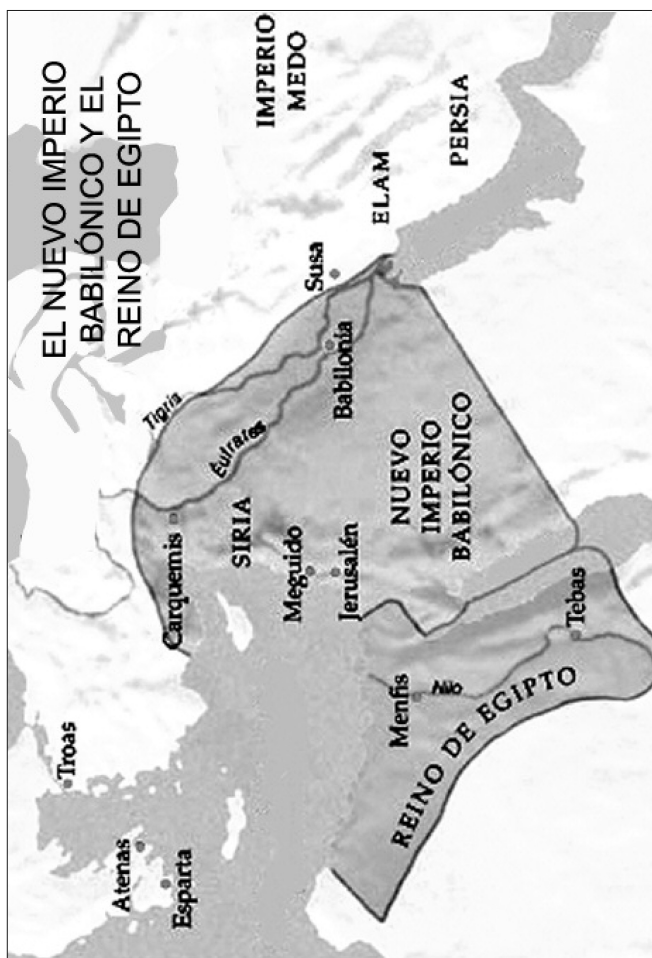 EL NUEVO IMPERIO
BABILÓNICO Y EL
REINO DE EGIPTO
IMPERIO
MEDO
PERSIA
ELAM
Susa
Tigris
Éufrates
Babilonia
NUEVO
IMPERIO
BABILÓNICO
Carquemis
SIRIA
Meguido
Jerusalén
Troas
Atenas
Esparta
Menfis
Nilo
Tebas
REINO DE EGIPTO